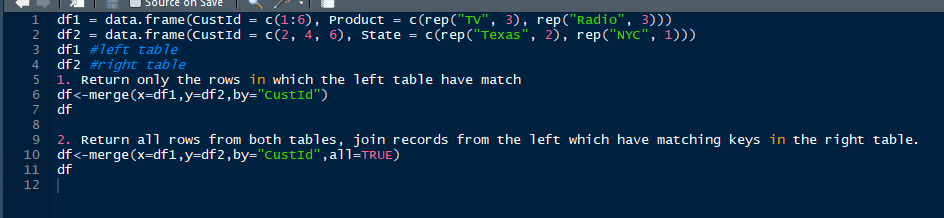 Source on Save
1 df1 = data.frame(CustId = c(1:6), Product = c(rep("TV", 3), rep("Radio", 3)))
2 df2 = data.frame(CustId = c(2, 4, 6), State = c(rep("Texas", 2), rep("NYC", 1)))
3 df1 #left table
4 df2 #right table
5 1. Return only the rows in which the left table have match
6 df<-merge(x=df1,y=df2,by="CustId")
7 df
8
9 2. Return all rows from both tables, join records from the left which have matching keys in the right table.
10 df<-merge(x=df1,y=df2,by="CustId",all=TRUE)
11 df
12